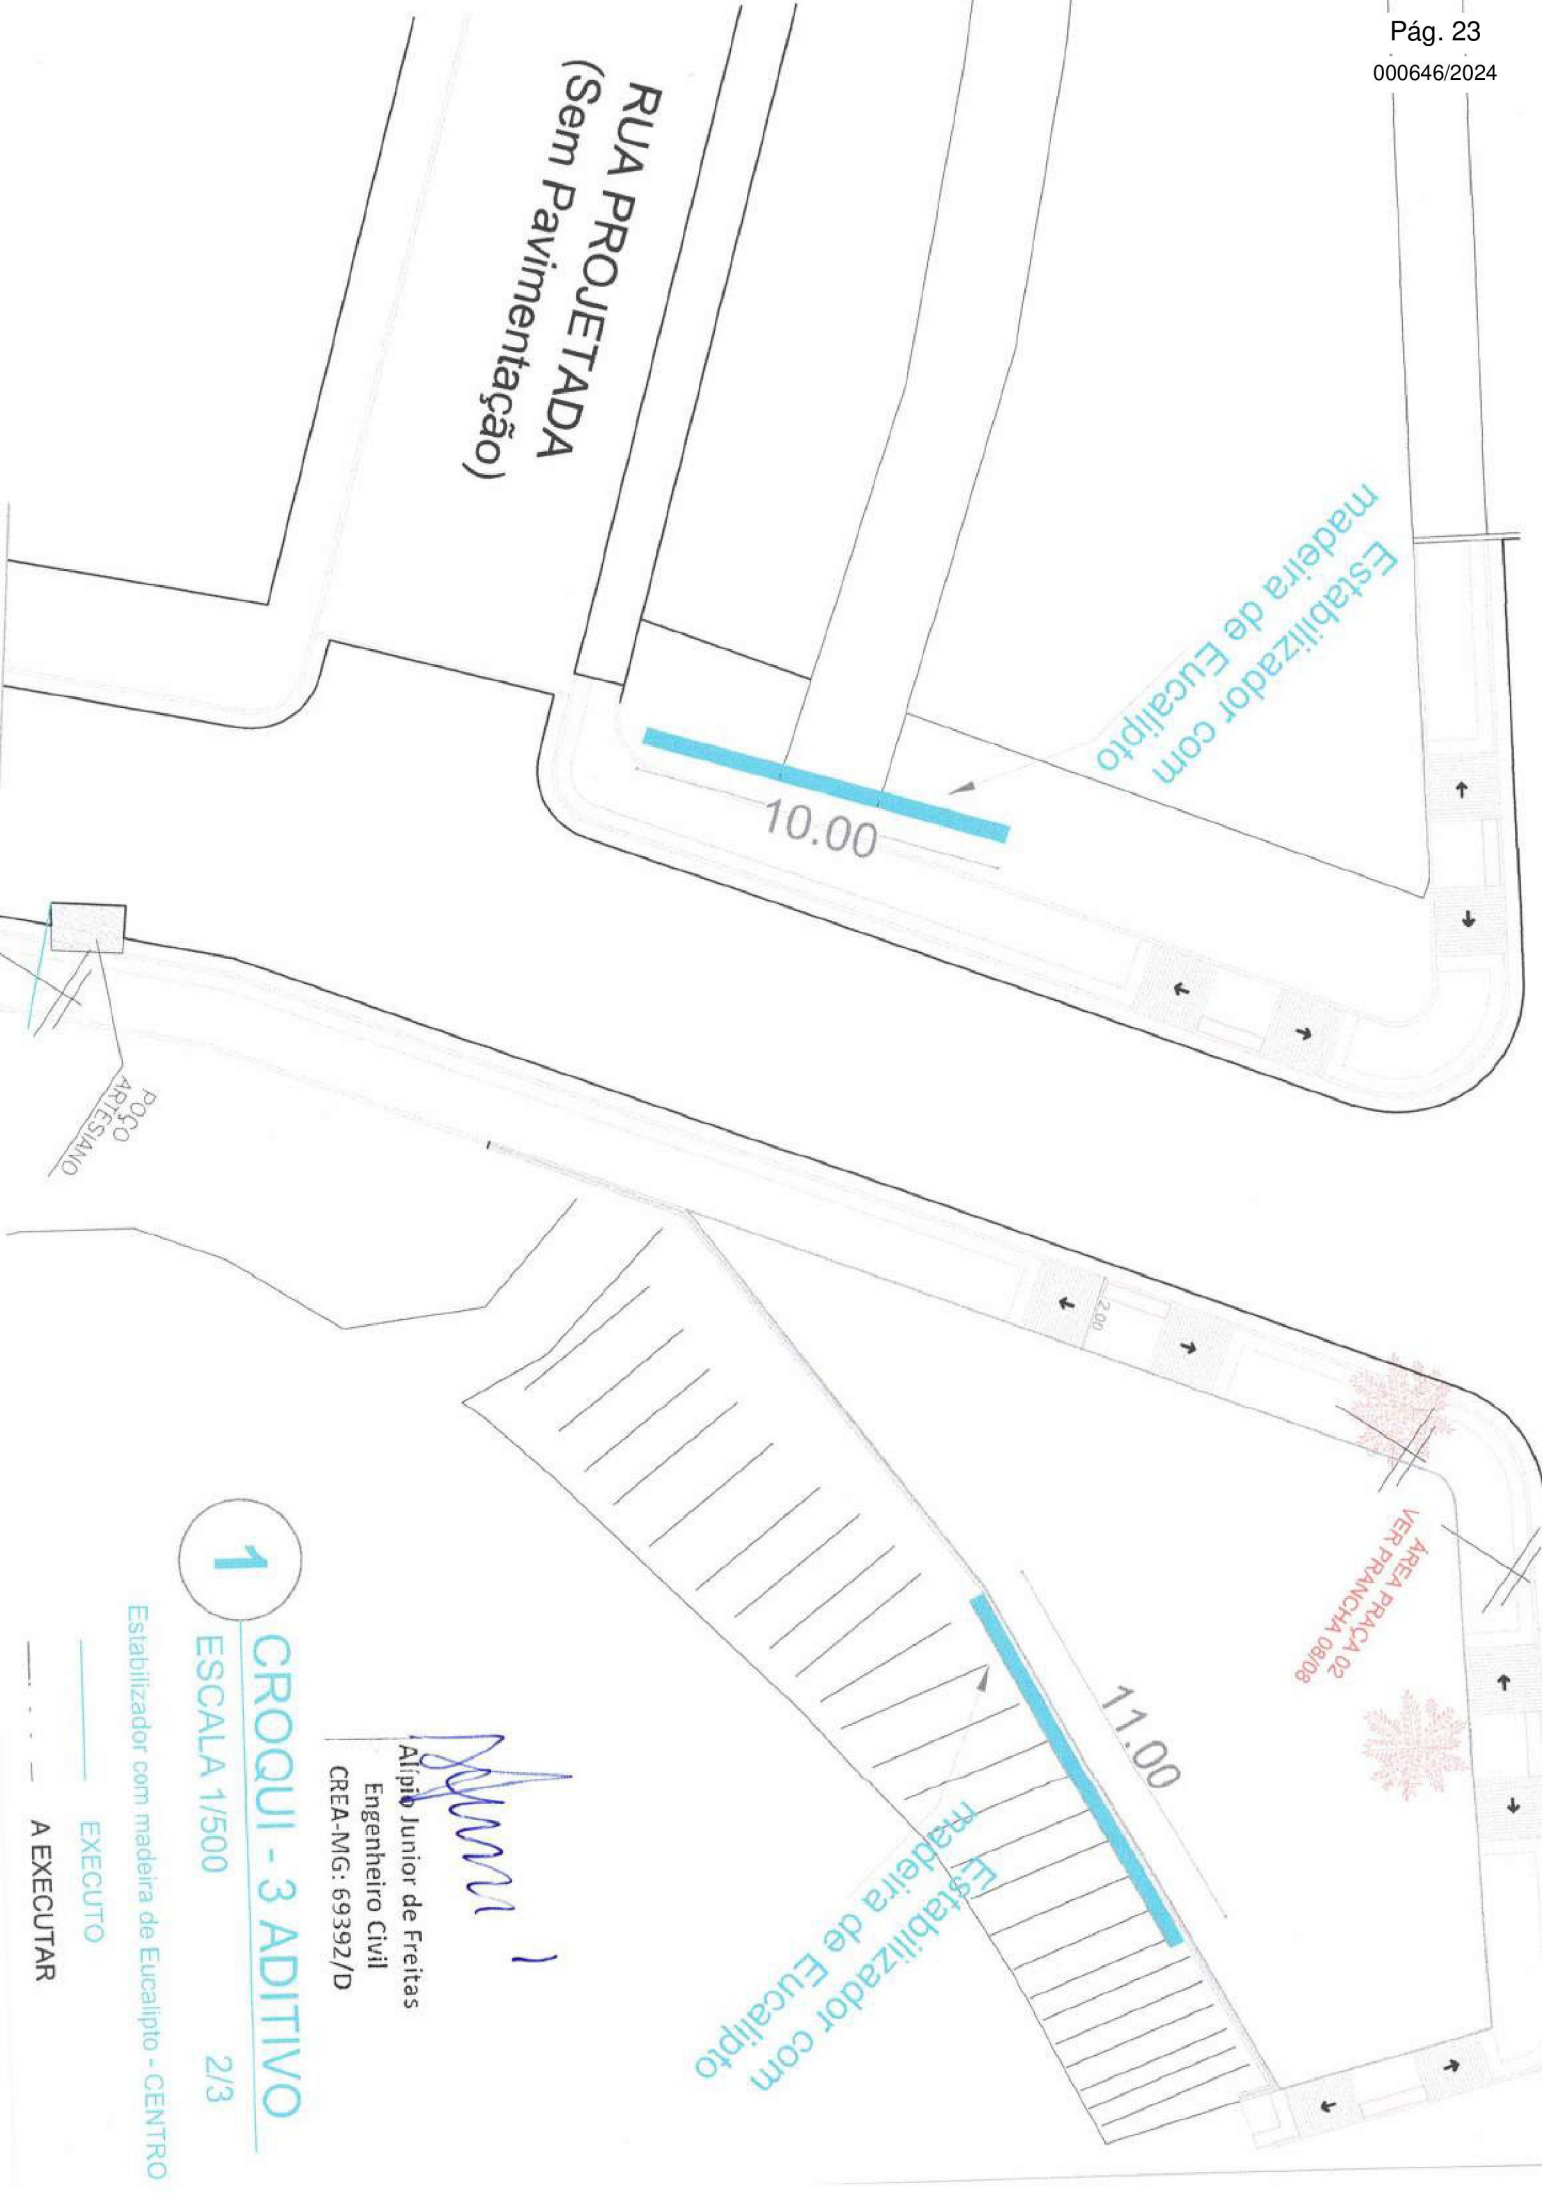 Pág. 23
000646/2024
RUA PROJETADA
(Sem Pavimentação)
Estabilizador com
madeira de Eucalipto
10.00
POÇO
ARTESIANO
2.00
ÁREA PRAÇA 02
VER PRANCHA 08/08
11.00
Estabilizador com
madeira de Eucalipto
Alípio Junior de Freitas
Engenheiro Civil
CREA-MG: 69392/D
1
CROQUI - 3 ADITIVO
ESCALA 1/500 2/3
Estabilizador com madeira de Eucalipto - CENTRO
EXECUTO
A EXECUTAR